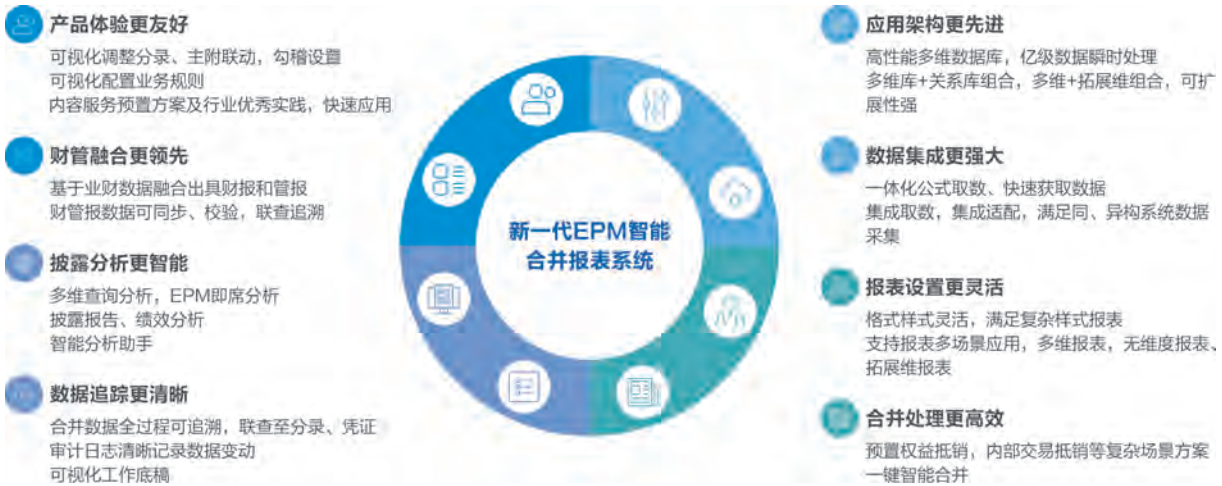 产品体验更友好
可视化调整分录、主附联动，勾稽设置
可视化配置业务规则
内容服务预置方案及行业优秀实践，快速应用
财管融合更领先
基于业财数据融合出具财报和管报
财管报数据可同步、校验，联查追溯
披露分析更智能
多维查询分析，EPM即席分析
披露报告、绩效分析
智能分析助手
数据追踪更清晰
合并数据全过程可追溯，联查至分录、凭证
审计日志清晰记录数据变动
可视化工作底稿
新一代EPM智能
合并报表系统
应用架构更先进
高性能多维数据库，亿级数据瞬时处理
多维库+关系库组合，多维+拓展维组合，可扩
展性强
数据集成更强大
一体化公式取数、快速获取数据
集成取数，集成适配，满足同、异构系统数据
采集
报表设置更灵活
格式样式灵活，满足复杂样式报表
支持报表多场景应用，多维报表，无维度报表、
拓展维报表
合并处理更高效
预置权益抵销，内部交易抵销等复杂场景方案
一键智能合并